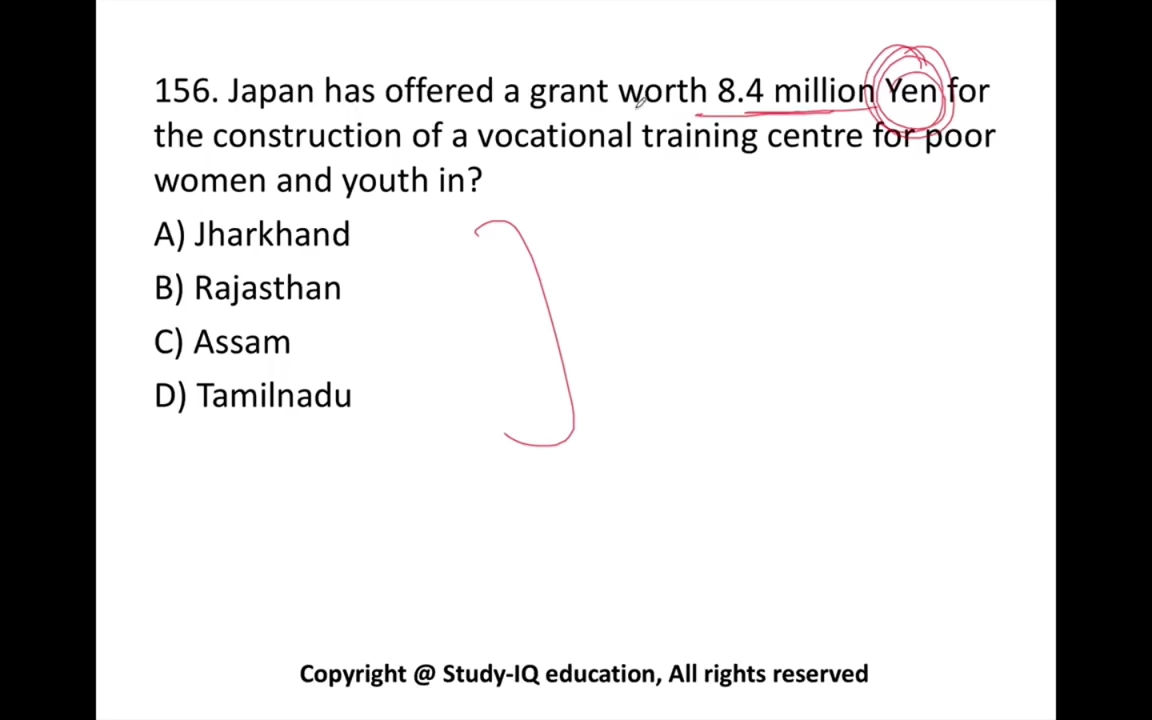 156. Japan has offered a grant worth 8.4 million Yen for
the construction of a vocational training centre for poor
women and youth in?
A) Jharkhand
B) Rajasthan
C) Assam
D) Tamilnadu
Copyright @ Study-IQ education, All rights reserved